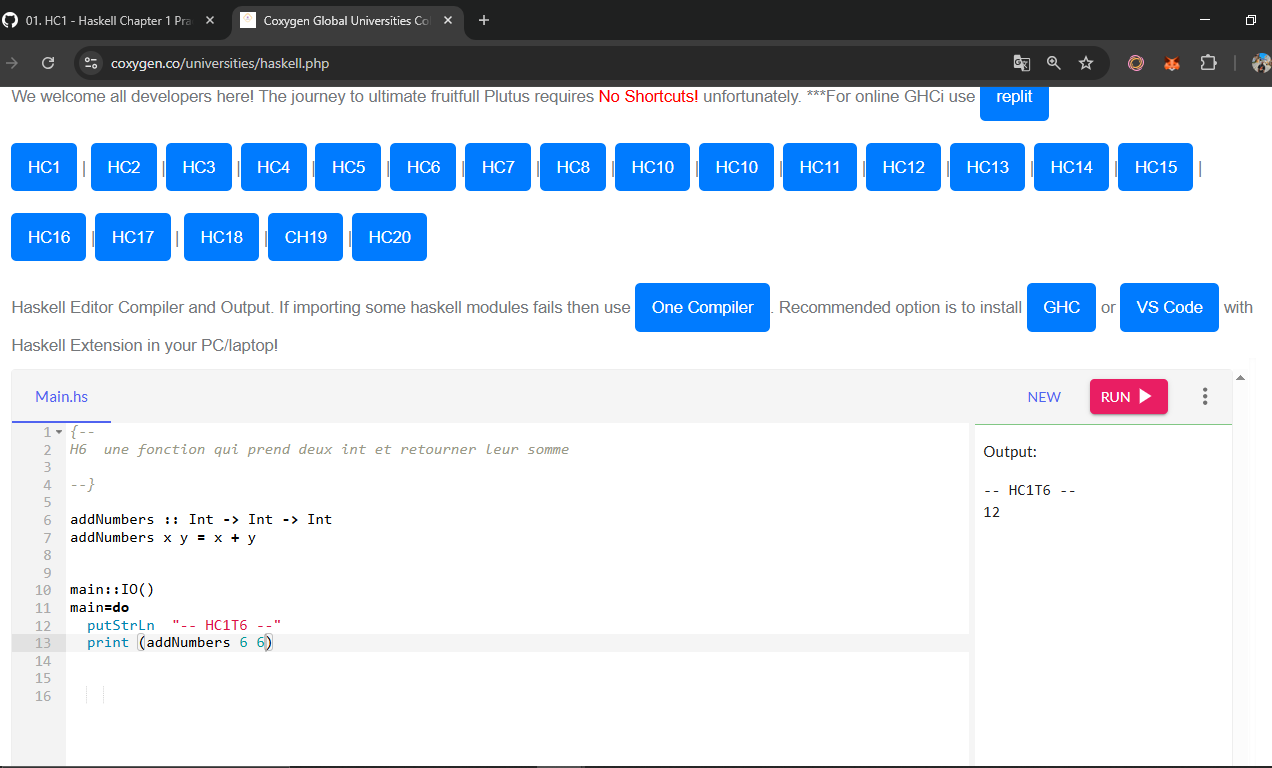 01. HC1 - Haskell Chapter 1 Pra
Coxygen Global Universities Co
coxygen.co/universities/haskell.php
We welcome all developers here! The journey to ultimate fruitfull Plutus requires No Shortcuts! unfortunately. ***For online GHCi use replit
HC1 | HC2 | HC3 | HC4 | HC5 | HC6 | HC7 | HC8 | HC10 | HC10 | HC11 | HC12 | HC13 | HC14 | HC15 |
HC16 | HC17 | HC18 | CH19 | HC20
Haskell Editor Compiler and Output. If importing some haskell modules fails then use One Compiler. Recommended option is to install GHC or VS Code with
Haskell Extension in your PC/laptop!
Main.hs
NEW
RUN
1 {--
2 H6  une fonction qui prend deux int et retourner leur somme
3
4 --}
5
6 addNumbers :: Int -> Int -> Int
7 addNumbers x y = x + y
8
9
10 main::IO()
11 main=do
12   putStrLn  "-- HC1T6 --"
13   print (addNumbers 6 6)
14
15
16
Output:
-- HC1T6 --
12